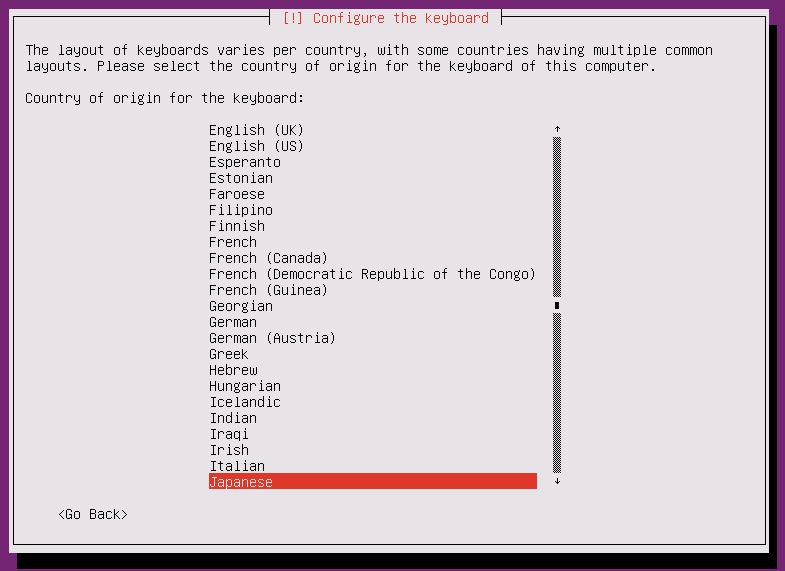 [!] Configure the keyboard
The layout of keyboards varies per country, with some countries having multiple common
layouts. Please select the country of origin for the keyboard of this computer.
Country of origin for the keyboard:
English (UK)
English (US)
Esperanto
Estonian
Faroese
Filipino
Finnish
French
French (Canada)
French (Democratic Republic of the Congo)
French (Guinea)
Georgian
German
German (Austria)
Greek
Hebrew
Hungarian
Icelandic
Indian
Iraqi
Irish
Italian
Japanese
<Go Back>